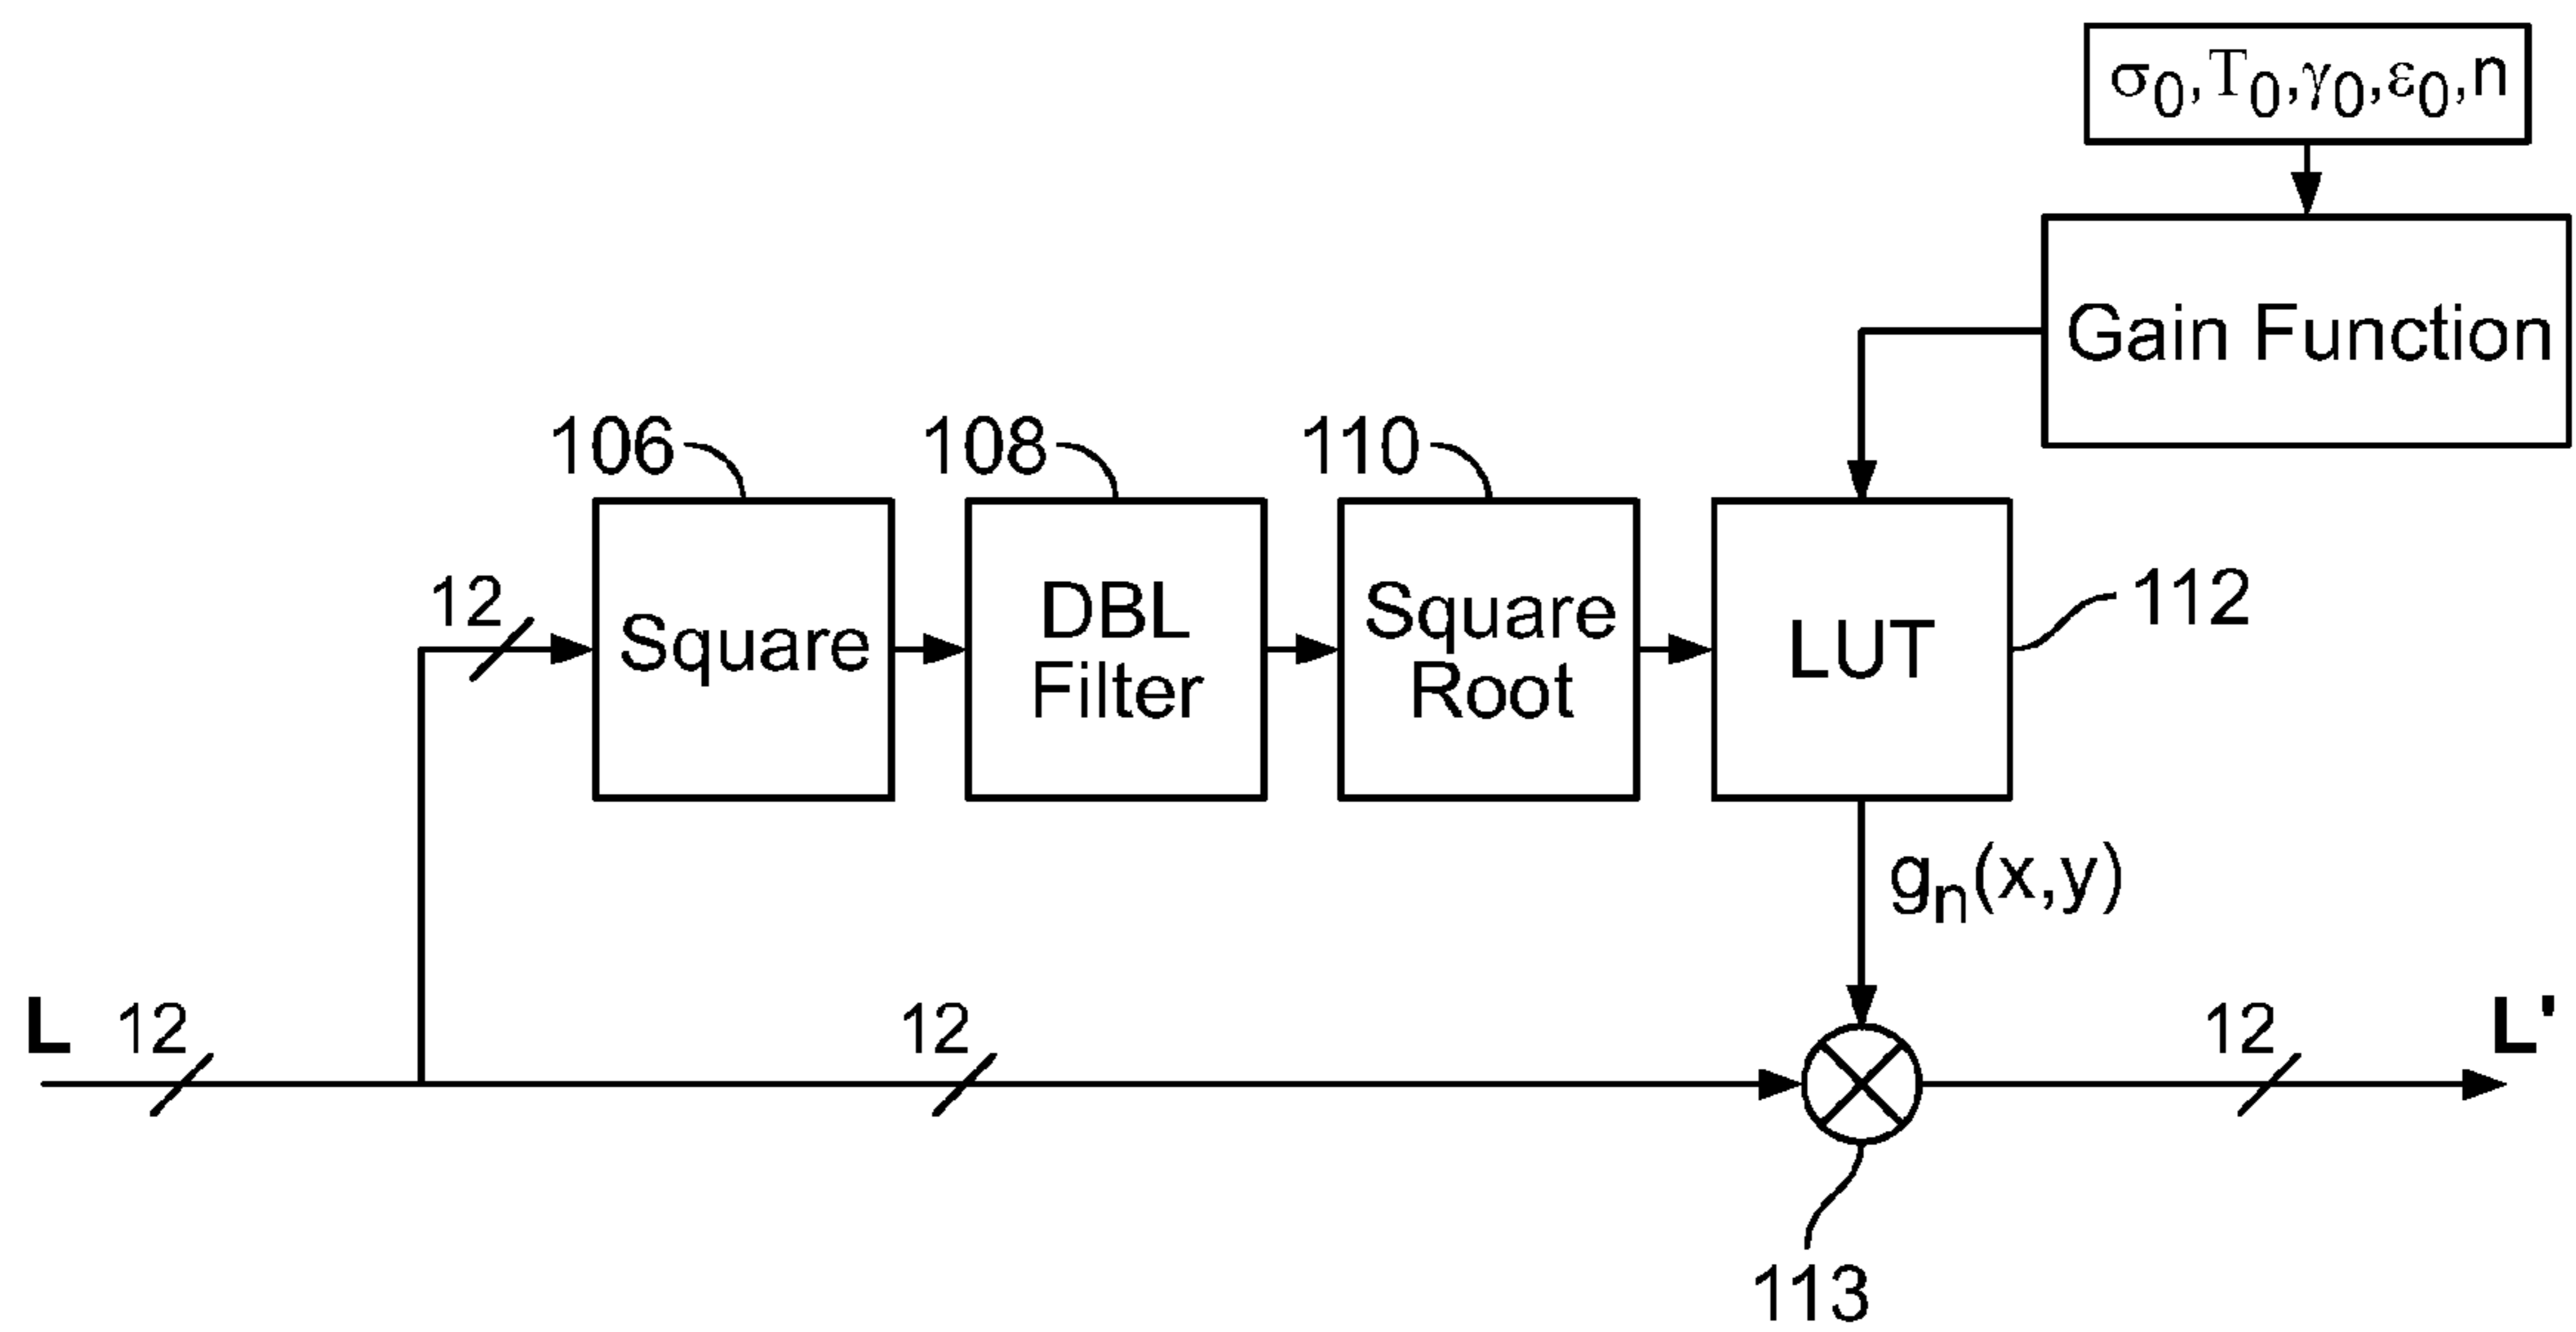 σ0,T0,γ0,ε0,n
Gain Function
106
108
110
12
Square
DBL
Filter
Square
Root
LUT
112
gn(x,y)
L
12
12
12
L'
113